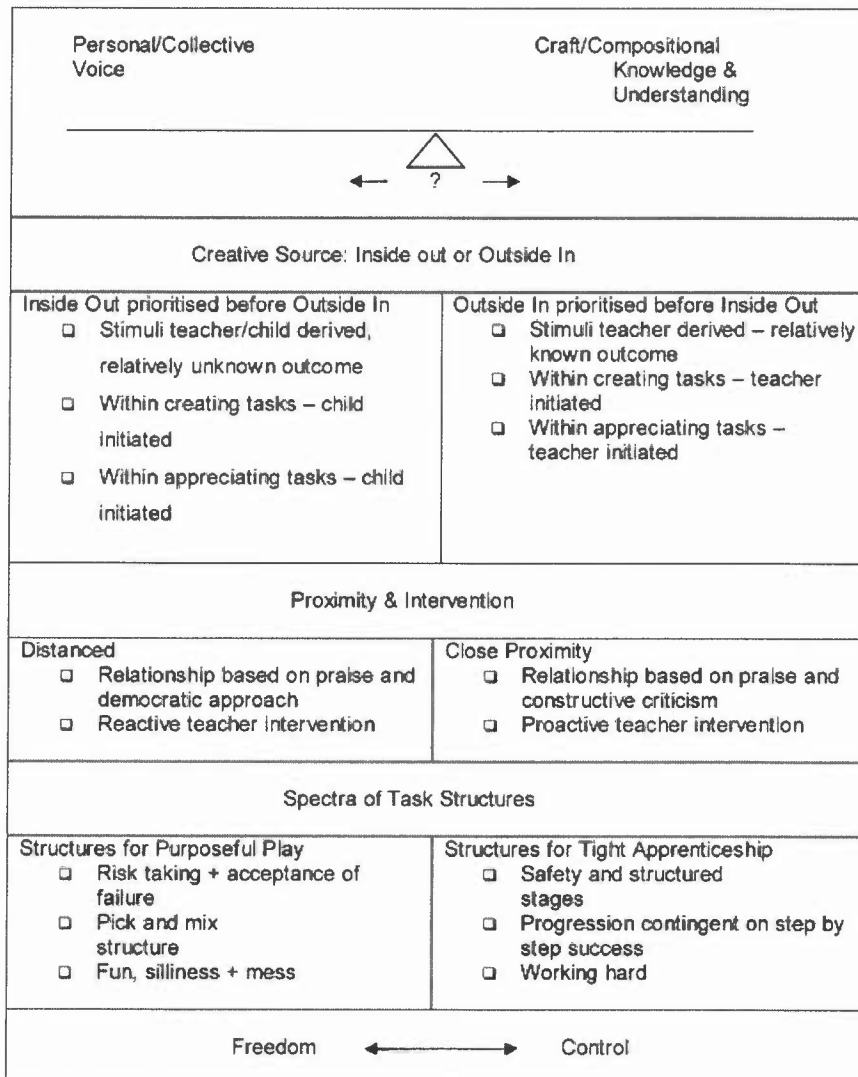 Personal/Collective
Voice
Craft/Compositional
Knowledge &
Understanding
?
Creative Source: Inside out or Outside In
Inside Out prioritised before Outside In
Stimuli teacher/child derived,
relatively unknown outcome
Within creating tasks – child
initiated
Within appreciating tasks – child
initiated
Outside In prioritised before Inside Out
Stimuli teacher derived – relatively
known outcome
Within creating tasks – teacher
initiated
Within appreciating tasks –
teacher initiated
Proximity & Intervention
Distanced
Relationship based on praise and
democratic approach
Reactive teacher intervention
Close Proximity
Relationship based on praise and
constructive criticism
Proactive teacher intervention
Spectra of Task Structures
Structures for Purposeful Play
Risk taking + acceptance of
failure
Pick and mix
structure
Fun, silliness + mess
Structures for Tight Apprenticeship
Safety and structured
stages
Progression contingent on step by
step success
Working hard
Freedom
Control